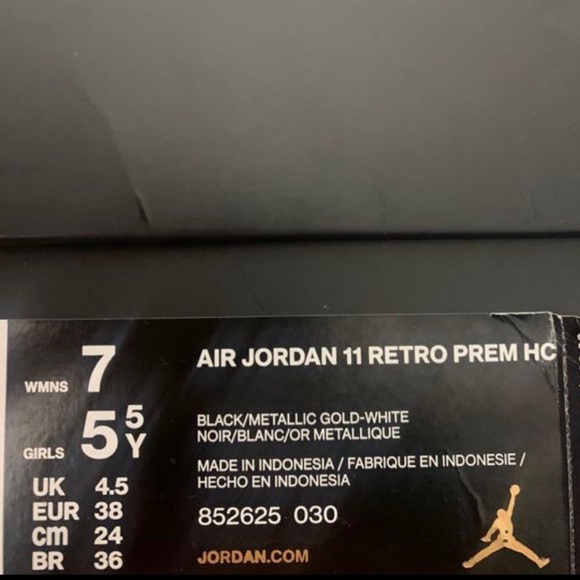 WMNS 7
GIRLS 5 5Y
UK 4.5
EUR 38
cm 24
BR 36
AIR JORDAN 11 RETRO PREM HC
BLACK/METALLIC GOLD-WHITE
NOIR/BLANC/OR METALLIQUE
MADE IN INDONESIA / FABRIQUE EN INDONESIE /
HECHO EN INDONESIA
852625 030
JORDAN.COM